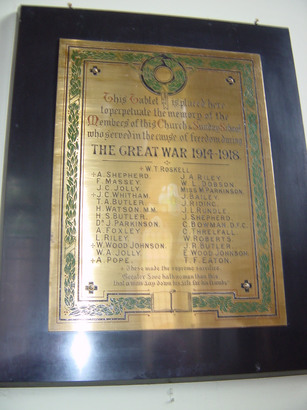 This Tablet is placed here
to perpetuate the memory of the
Members of this Church & Sunday School
who served in the cause of freedom during
THE GREAT WAR 1914-1918.
+ W. T. ROSKELL
+ A. SHEPHERD. J. A. RILEY.
F. MASSEY. W. L. DOBSON.
J. C. JOLLY. MISS W. PARKINSON.
+ J. C. WHITHAM. J. BAILEY.
T. A. BUTLER. J. RIDING.
H. WATSON. M.M. J. L. RUNDLE.
H. S. BUTLER. J. SHEPHERD.
DR J. PARKINSON. C. BOWMAN. D.F.C.
A. FOXLEY. C. THRELFALL.
L. RILEY. W. ROBERTS.
+ W. WOOD JOHNSON. J. R. BUTLER.
W. A. JOLLY. E. WOOD JOHNSON.
+ A. POPE. T. F. EATON.
+ These made the supreme sacrifice.
Greater love hath no man than this
that a man lay down his life for his friends